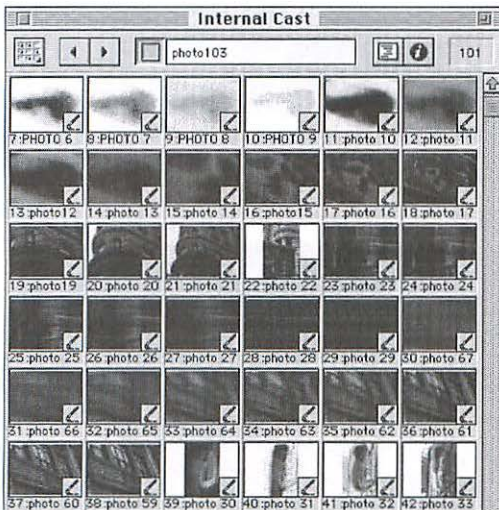 Internal Cast
photo103
101
7:PHOTO 6 8:PHOTO 7 9:PHOTO 8 10:PHOTO 9 11:photo 10 12:photo 11
13:photo12 14:photo 13 15:photo 14 16:photo15 17:photo 16 18:photo 17
19:photo19 20:photo 20 21:photo 21 22:photo 22 23:photo 23 24:photo 24
25:photo 25 26:photo 26 27:photo 27 28:photo 28 29:photo 29 30:photo 67
31:photo 66 32:photo 65 33:photo 64 34:photo 63 35:photo 62 36:photo 61
37:photo 60 38:photo 59 39:photo 30 40:photo 31 41:photo 32 42:photo 33